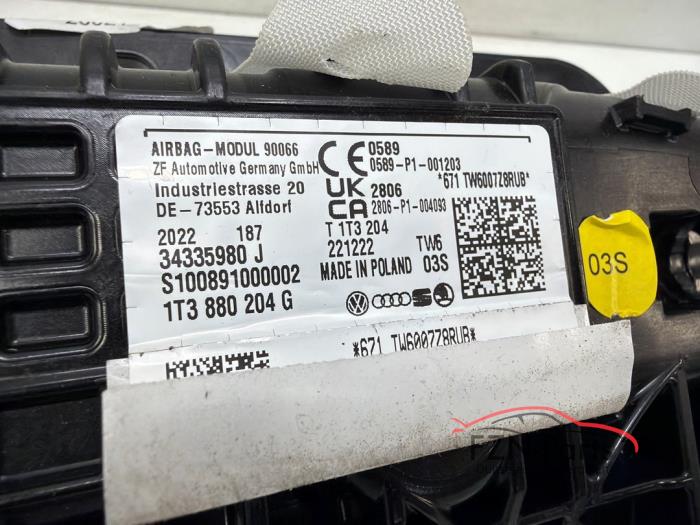 AIRBAG-MODUL 90066
ZF Automotive Germany GmbH
Industriestrasse 20
DE-73553 Alfdorf
2022 187
34335980 J
S100891000002
1T3 880 204 G
CE 0589
0589-P1-001203
UKCA 2806
2806-P1-004093
T 1T3 204
221222 TW6
MADE IN POLAND 03S
*671 TW6007Z8RUB*
03S
*671 TW6007Z8RUB*